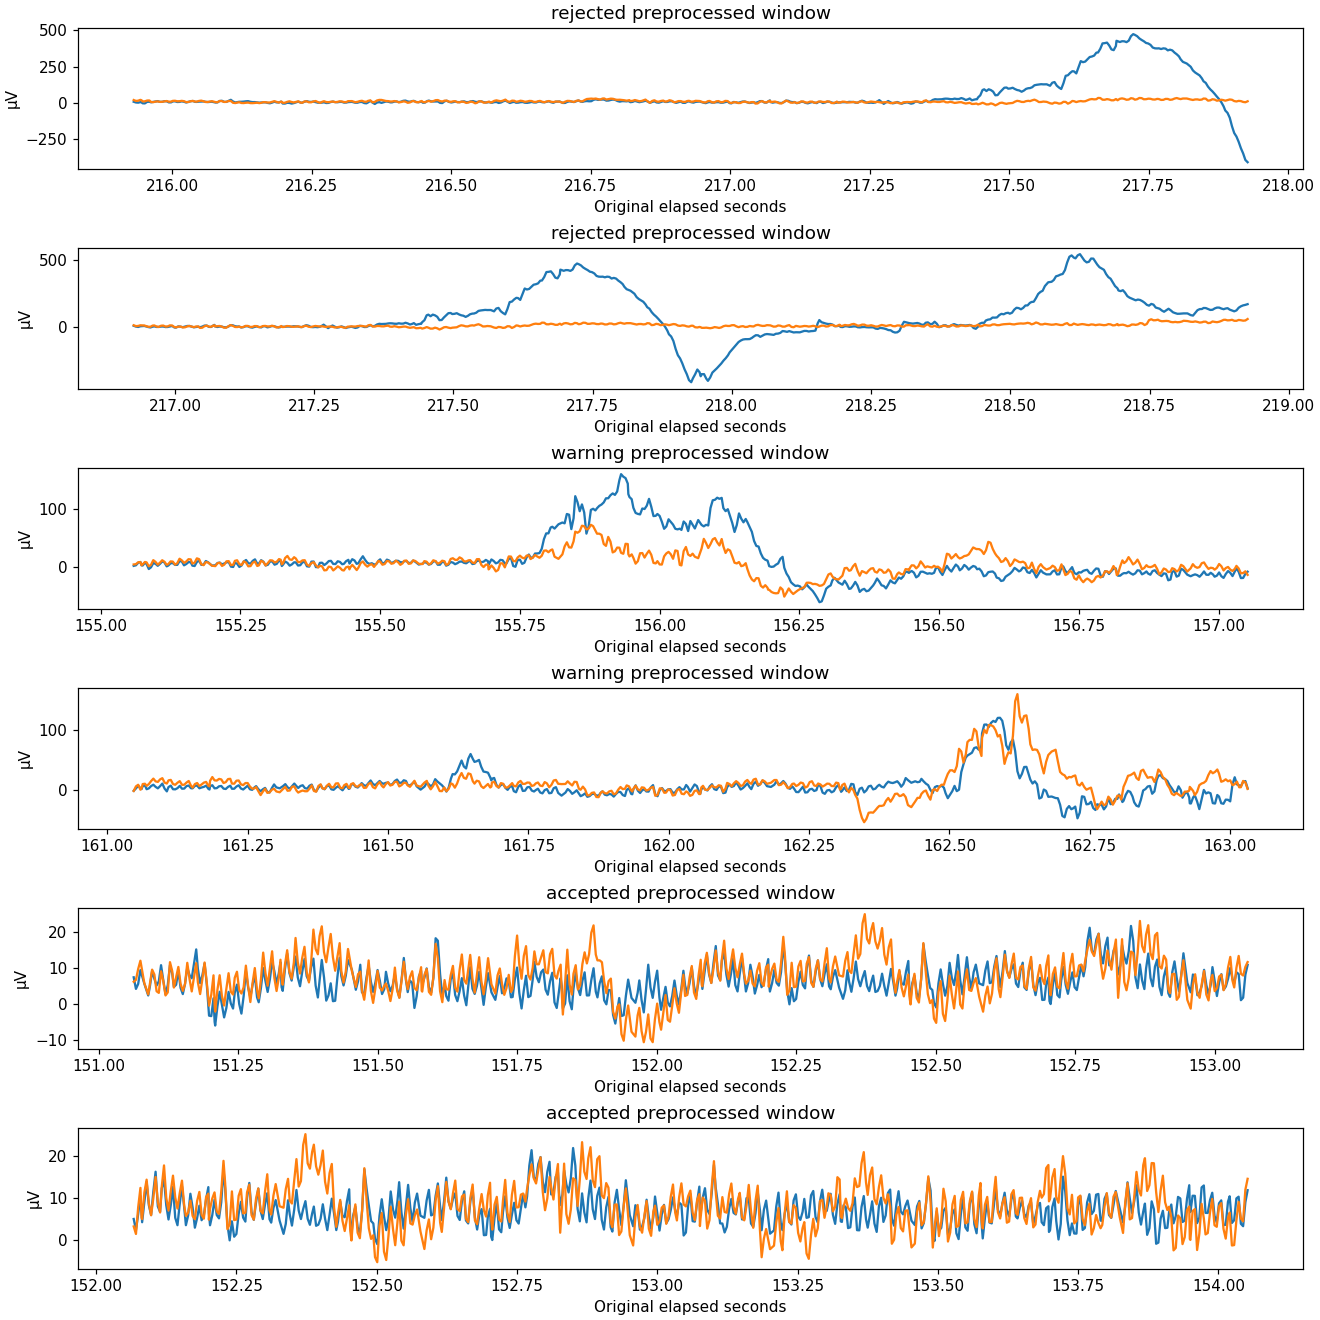 rejected preprocessed window
500
250
0
−250
µV
216.00 216.25 216.50 216.75 217.00 217.25 217.50 217.75 218.00
Original elapsed seconds
rejected preprocessed window
500
0
µV
217.00 217.25 217.50 217.75 218.00 218.25 218.50 218.75 219.00
Original elapsed seconds
warning preprocessed window
100
0
µV
155.00 155.25 155.50 155.75 156.00 156.25 156.50 156.75 157.00
Original elapsed seconds
warning preprocessed window
100
0
µV
161.00 161.25 161.50 161.75 162.00 162.25 162.50 162.75 163.00
Original elapsed seconds
accepted preprocessed window
20
10
0
−10
µV
151.00 151.25 151.50 151.75 152.00 152.25 152.50 152.75 153.00
Original elapsed seconds
accepted preprocessed window
20
10
0
µV
152.00 152.25 152.50 152.75 153.00 153.25 153.50 153.75 154.00
Original elapsed seconds